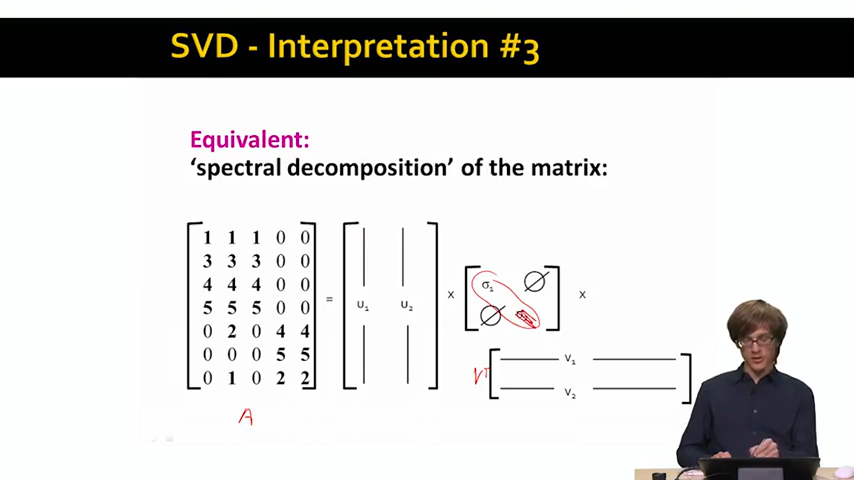 SVD - Interpretation #3
Equivalent:
‘spectral decomposition’ of the matrix:
1 1 1 0 0
3 3 3 0 0
4 4 4 0 0
5 5 5 0 0
0 2 0 4 4
0 0 0 5 5
0 1 0 2 2
=
u₁ u₂
x
σ₁ ∅
∅
x
Vᵀ
v₁
v₂
A